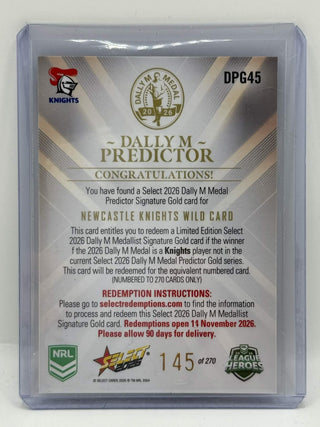 KNIGHTS
DALLY M MEDAL
2026
DPG45
~ DALLY M ~
PREDICTOR
CONGRATULATIONS!
You have found a Select 2026 Dally M Medal
Predictor Signature Gold card for
NEWCASTLE KNIGHTS WILD CARD
This card entitles you to redeem a Limited Edition Select
2026 Dally M Medallist Signature Gold card if the winner
f the 2026 Dally M Medal is a Knights player not in the
current Select 2026 Dally M Medal Predictor Gold series.
This card will be redeemed for the equivalent numbered card.
(NUMBERED TO 270 CARDS ONLY)
REDEMPTION INSTRUCTIONS:
Please go to selectredemptions.com to find the information
to process and redeem this Select 2026 Dally M Medallist
Signature Gold card. Redemptions open 11 November 2026.
Please allow 90 days for delivery.
NRL
SELECT
145 of 270
LEAGUE
HEROES